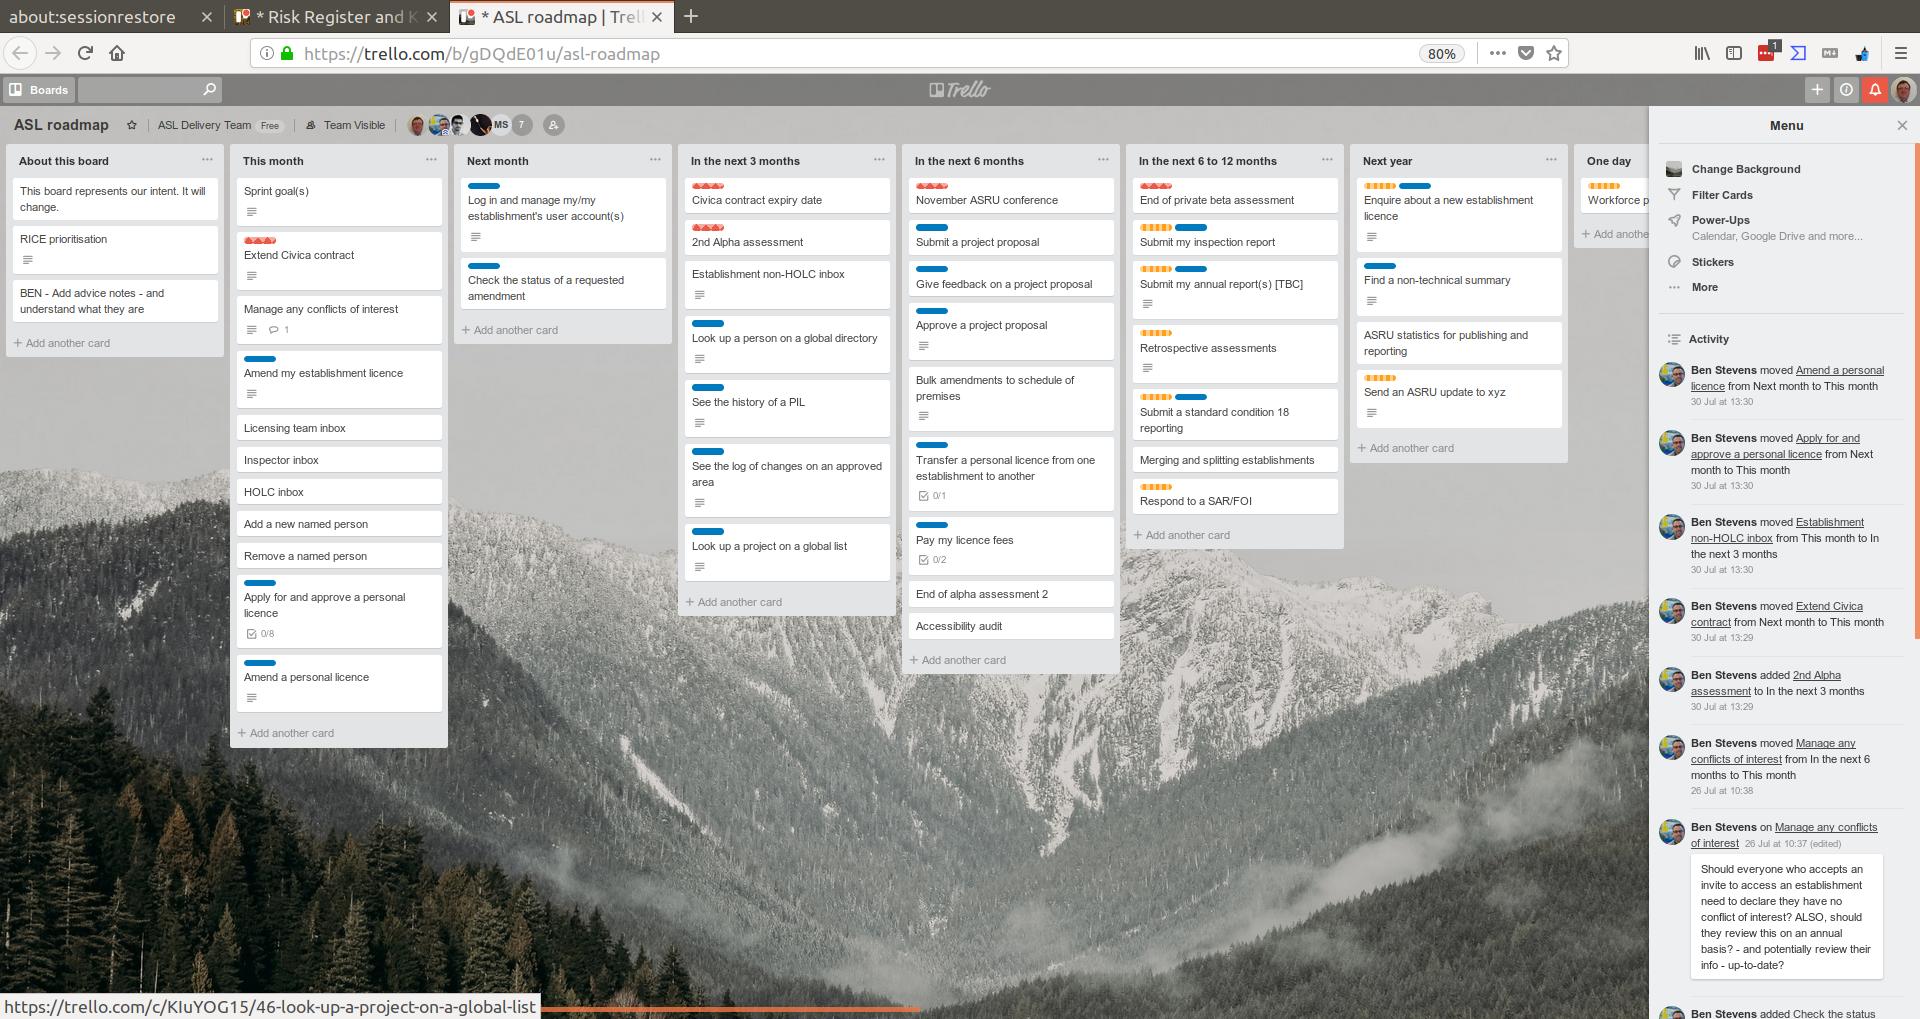 about:sessionrestore
* Risk Register and K
* ASL roadmap | Trel
https://trello.com/b/gDQdE01u/asl-roadmap
80%
1
Boards
Trello
ASL roadmap
ASL Delivery Team Free
Team Visible
MS
7
About this board
This board represents our intent. It will
change.
RICE prioritisation
BEN - Add advice notes - and
understand what they are
+ Add another card
This month
Sprint goal(s)
Extend Civica contract
Manage any conflicts of interest
1
Amend my establishment licence
Licensing team inbox
Inspector inbox
HOLC inbox
Add a new named person
Remove a named person
Apply for and approve a personal
licence
0/8
Amend a personal licence
+ Add another card
Next month
Log in and manage my/my
establishment's user account(s)
Check the status of a requested
amendment
+ Add another card
In the next 3 months
Civica contract expiry date
2nd Alpha assessment
Establishment non-HOLC inbox
Look up a person on a global directory
See the history of a PIL
See the log of changes on an approved
area
Look up a project on a global list
+ Add another card
In the next 6 months
November ASRU conference
Submit a project proposal
Give feedback on a project proposal
Approve a project proposal
Bulk amendments to schedule of
premises
Transfer a personal licence from one
establishment to another
0/1
Pay my licence fees
0/2
End of alpha assessment 2
Accessibility audit
+ Add another card
In the next 6 to 12 months
End of private beta assessment
Submit my inspection report
Submit my annual report(s) [TBC]
Retrospective assessments
Submit a standard condition 18
reporting
Merging and splitting establishments
Respond to a SAR/FOI
+ Add another card
Next year
Enquire about a new establishment
licence
Find a non-technical summary
ASRU statistics for publishing and
reporting
Send an ASRU update to xyz
+ Add another card
One day
Workforce p
+ Add anothe
Menu
Change Background
Filter Cards
Power-Ups
Calendar, Google Drive and more...
Stickers
More
Activity
Ben Stevens moved Amend a personal
licence from Next month to This month
30 Jul at 13:30
Ben Stevens moved Apply for and
approve a personal licence from Next
month to This month
30 Jul at 13:30
Ben Stevens moved Establishment
non-HOLC inbox from This month to In
the next 3 months
30 Jul at 13:30
Ben Stevens moved Extend Civica
contract from Next month to This month
30 Jul at 13:29
Ben Stevens added 2nd Alpha
assessment to In the next 3 months
30 Jul at 13:29
Ben Stevens moved Manage any
conflicts of interest from In the next 6
months to This month
26 Jul at 10:38
Ben Stevens on Manage any conflicts
of interest 26 Jul at 10:37 (edited)
Should everyone who accepts an
invite to access an establishment
need to declare they have no
conflict of interest? ALSO, should
they review this on an annual
basis? - and potentially review their
info - up-to-date?
Ben Stevens added Check the status
https://trello.com/c/KIuYOG15/46-look-up-a-project-on-a-global-list